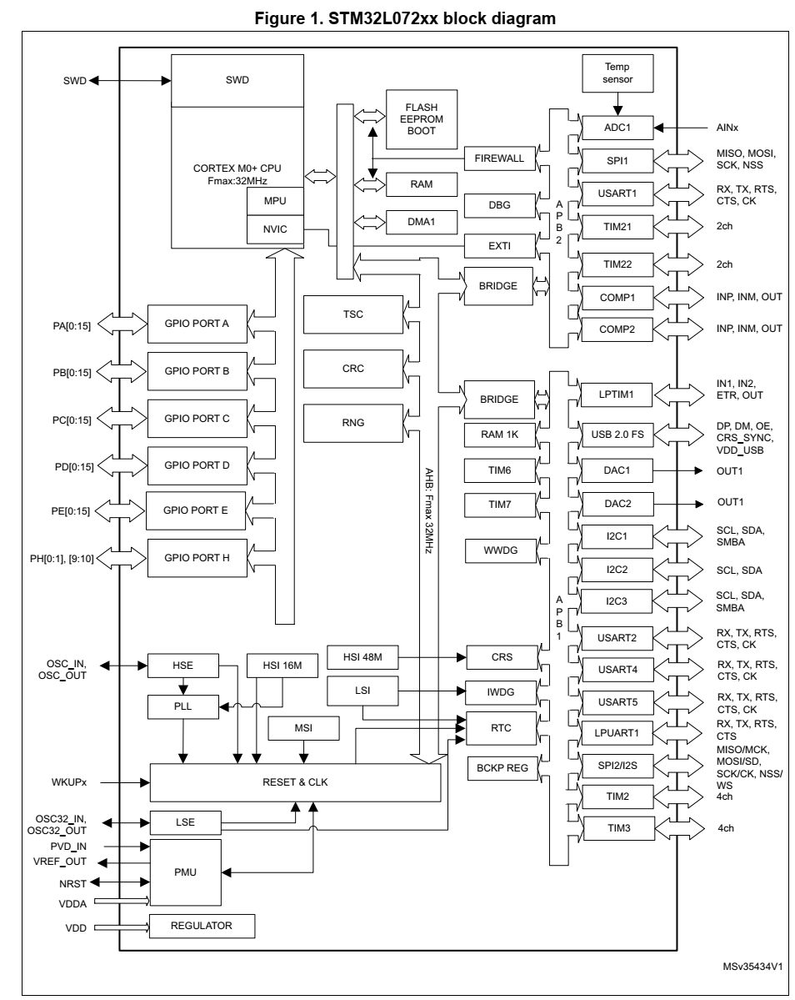 Figure 1. STM32L072xx block diagram
SWD
SWD
CORTEX M0+ CPU
Fmax:32MHz
MPU
NVIC
FLASH
EEPROM
BOOT
RAM
DMA1
FIREWALL
DBG
EXTI
BRIDGE
A
P
B
2
Temp
sensor
ADC1
AINx
SPI1
MISO, MOSI,
SCK, NSS
USART1
RX, TX, RTS,
CTS, CK
TIM21
2ch
TIM22
2ch
COMP1
INP, INM, OUT
COMP2
INP, INM, OUT
PA[0:15]
GPIO PORT A
PB[0:15]
GPIO PORT B
PC[0:15]
GPIO PORT C
PD[0:15]
GPIO PORT D
PE[0:15]
GPIO PORT E
PH[0:1], [9:10]
GPIO PORT H
TSC
CRC
RNG
AHB: Fmax 32MHz
BRIDGE
RAM 1K
TIM6
TIM7
WWDG
A
P
B
1
LPTIM1
IN1, IN2,
ETR, OUT
USB 2.0 FS
DP, DM, OE,
CRS_SYNC,
VDD_USB
DAC1
OUT1
DAC2
OUT1
I2C1
SCL, SDA,
SMBA
I2C2
SCL, SDA
I2C3
SCL, SDA,
SMBA
USART2
RX, TX, RTS,
CTS, CK
USART4
RX, TX, RTS,
CTS, CK
USART5
RX, TX, RTS,
CTS, CK
LPUART1
RX, TX, RTS,
CTS
SPI2/I2S
MISO/MCK,
MOSI/SD,
SCK/CK, NSS/
WS
TIM2
4ch
TIM3
4ch
OSC_IN,
OSC_OUT
HSE
HSI 16M
PLL
HSI 48M
LSI
MSI
CRS
IWDG
RTC
BCKP REG
WKUPx
RESET & CLK
OSC32_IN,
OSC32_OUT
LSE
PVD_IN
VREF_OUT
NRST
VDDA
PMU
VDD
REGULATOR
MSv35434V1